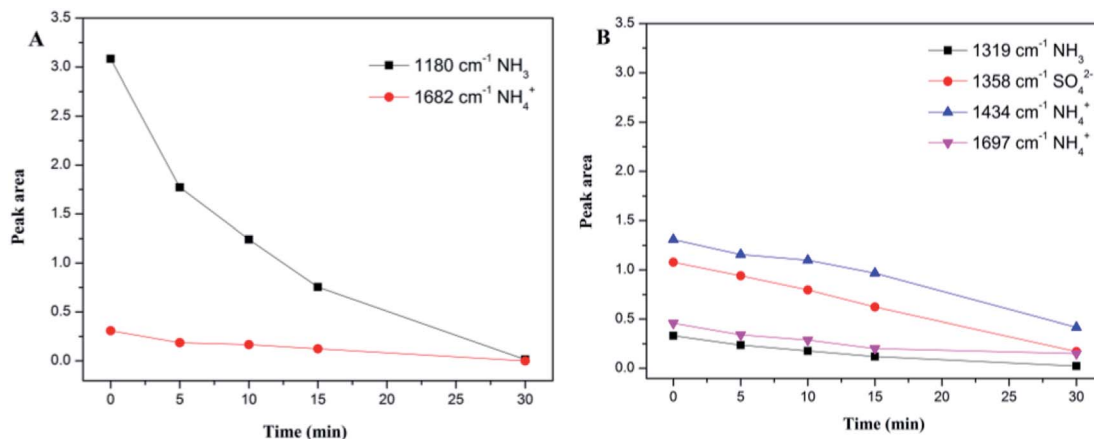 A
1180 cm⁻¹ NH₃
1682 cm⁻¹ NH₄⁺
Peak area
3.5
3.0
2.5
2.0
1.5
1.0
0.5
0.0
0 5 10 15 20 25 30
Time (min)
B
1319 cm⁻¹ NH₃
1358 cm⁻¹ SO₄²⁻
1434 cm⁻¹ NH₄⁺
1697 cm⁻¹ NH₄⁺
Peak area
3.5
3.0
2.5
2.0
1.5
1.0
0.5
0.0
0 5 10 15 20 25 30
Time (min)